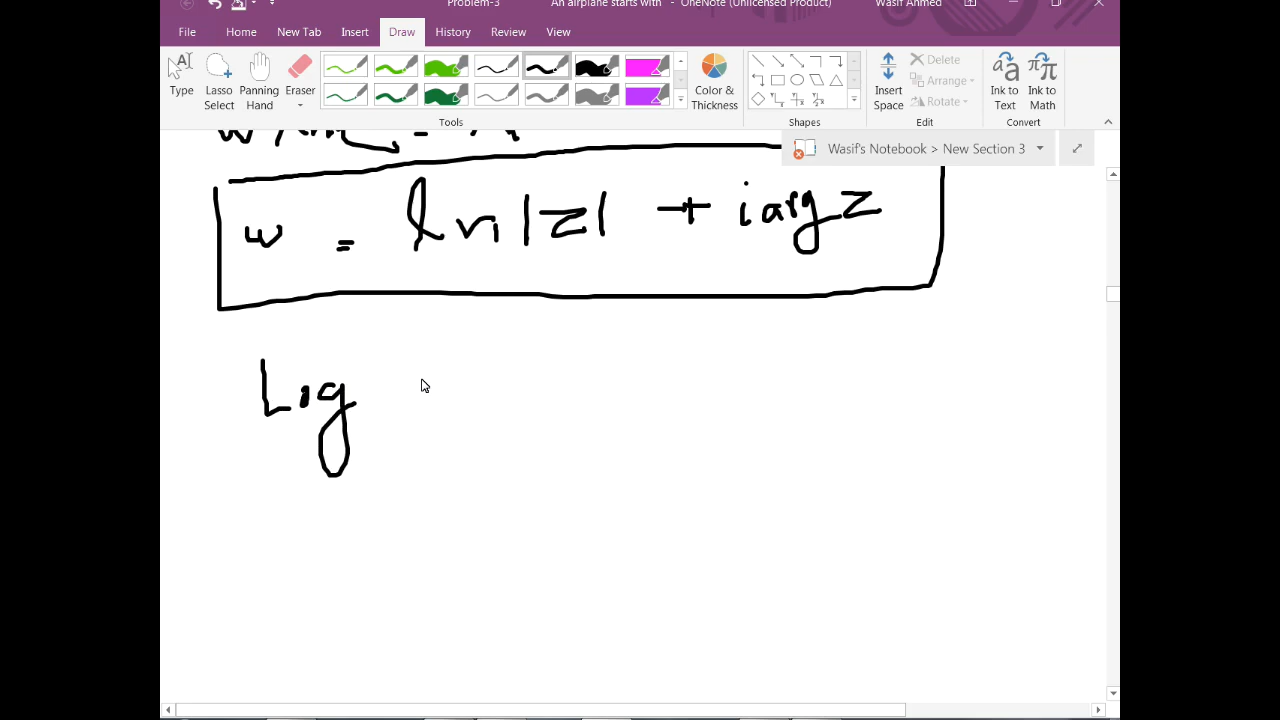 Problem-3 An airplane starts with - OneNote (Unlicensed Product) Wasif Ahmed
File Home New Tab Insert Draw History Review View
Type Lasso Select Panning Hand Eraser Color & Thickness Insert Space Delete Arrange Rotate Ink to Text Ink to Math
Tools Shapes Edit Convert
Wasif's Notebook > New Section 3
w = ln |z| + i arg z
Log